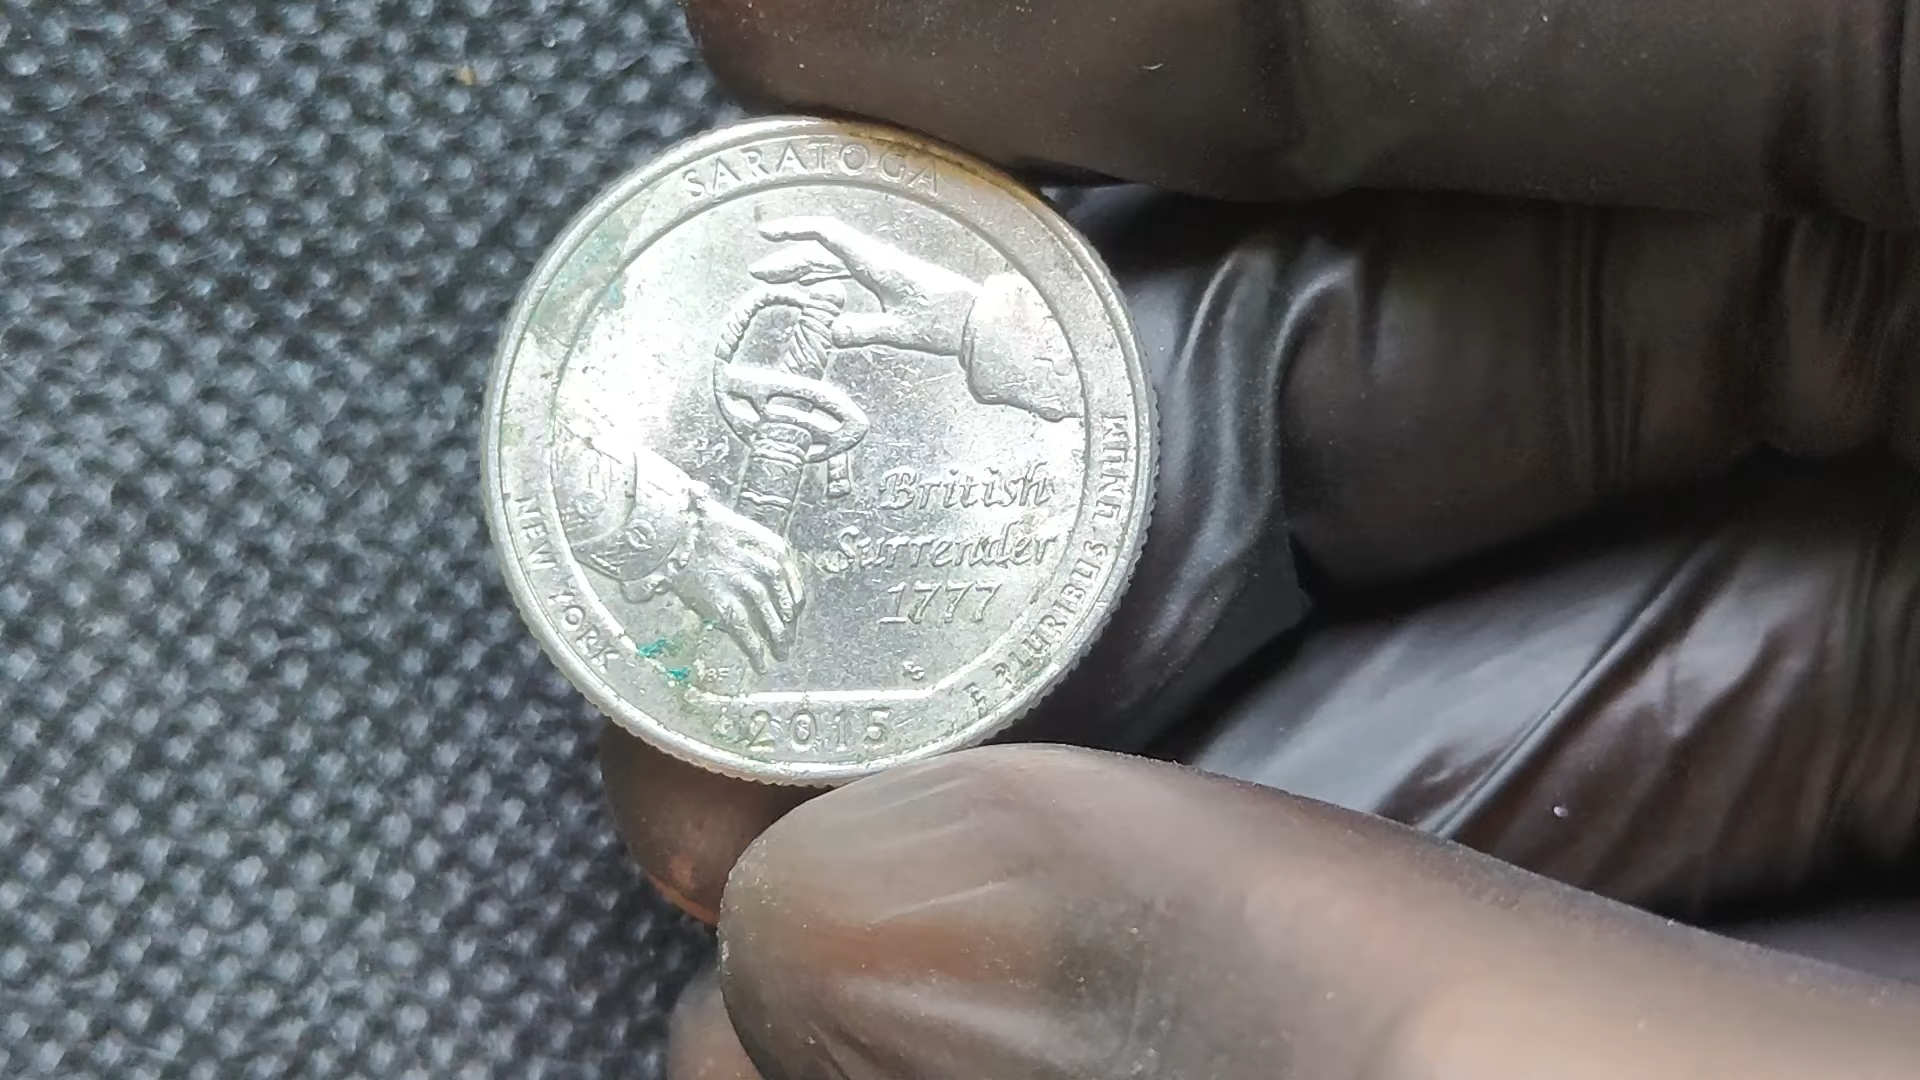 SARATOGA
British
Surrender
1777
NEW YORK
2015
E PLURIBUS UNUM